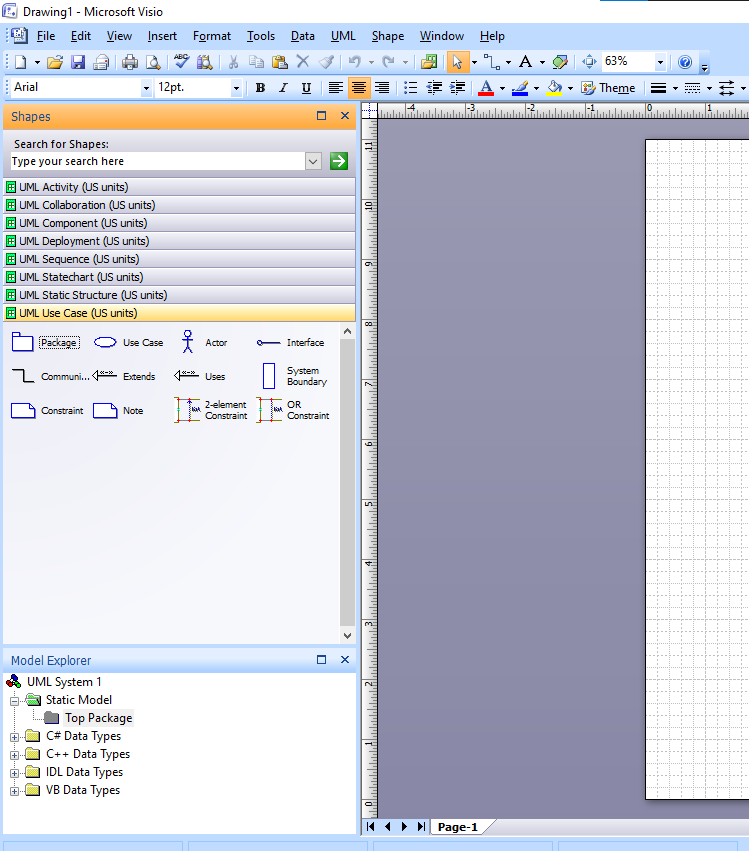 Drawing1 - Microsoft Visio
File Edit View Insert Format Tools Data UML Shape Window Help
ABC A 63%
Arial 12pt. B I U A Theme
Shapes
Search for Shapes:
Type your search here
UML Activity (US units)
UML Collaboration (US units)
UML Component (US units)
UML Deployment (US units)
UML Sequence (US units)
UML Statechart (US units)
UML Static Structure (US units)
UML Use Case (US units)
Package Use Case Actor Interface
Communi... Extends Uses System Boundary
Constraint Note 2-element Constraint OR Constraint
Model Explorer
UML System 1
Static Model
Top Package
C# Data Types
C++ Data Types
IDL Data Types
VB Data Types
-4 -3 -2 -1 0 1
11
10
9
8
7
6
5
4
3
2
1
0
Page-1